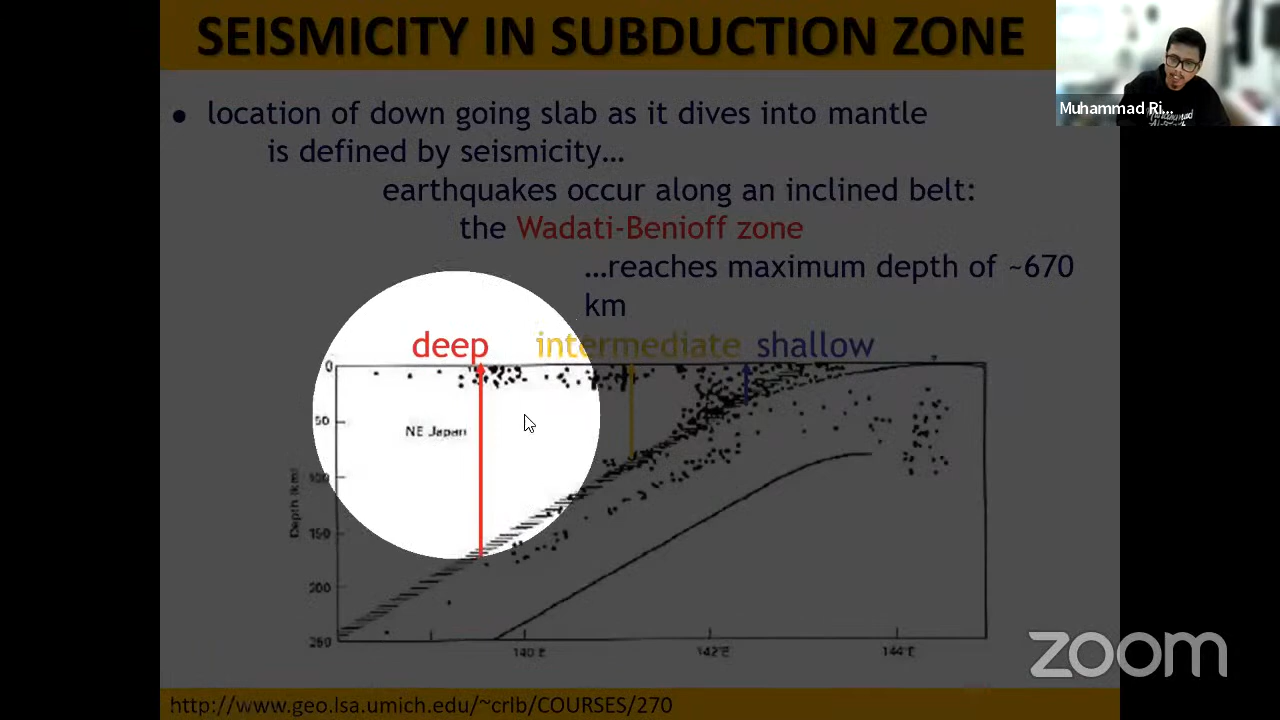 SEISMICITY IN SUBDUCTION ZONE
Muhammad Ri...
• location of down going slab as it dives into mantle
is defined by seismicity…
earthquakes occur along an inclined belt:
the Wadati-Benioff zone
…reaches maximum depth of ~670
km
deep intermediate shallow
0
50
NE Japan
100
Depth (km)
150
200
250
140°E 142°E 144°E
zoom
http://www.geo.lsa.umich.edu/~crlb/COURSES/270